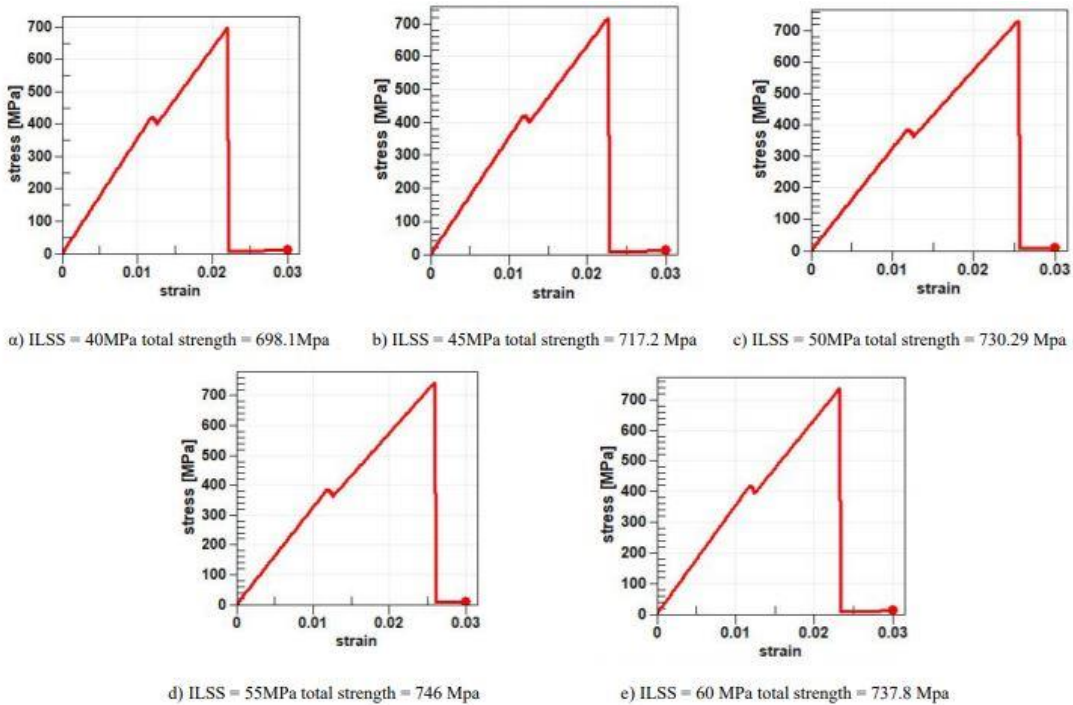 700
600
500
400
300
200
100
0
stress [MPa]
0 0.01 0.02 0.03
strain
700
600
500
400
300
200
100
0
stress [MPa]
0 0.01 0.02 0.03
strain
700
600
500
400
300
200
100
0
stress [MPa]
0 0.01 0.02 0.03
strain
α) ILSS = 40MPa total strength = 698.1Mpa
b) ILSS = 45MPa total strength = 717.2 Mpa
c) ILSS = 50MPa total strength = 730.29 Mpa
700
600
500
400
300
200
100
0
stress [MPa]
0 0.01 0.02 0.03
strain
700
600
500
400
300
200
100
0
stress [MPa]
0 0.01 0.02 0.03
strain
d) ILSS = 55MPa total strength = 746 Mpa
e) ILSS = 60 MPa total strength = 737.8 Mpa